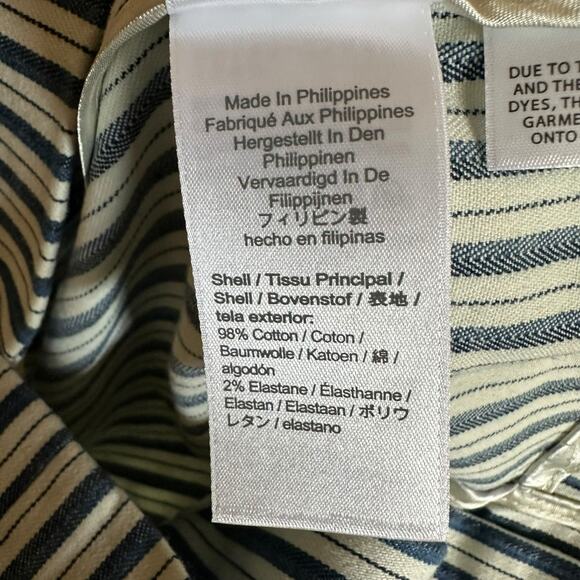 Made In Philippines
Fabriqué Aux Philippines
Hergestellt In Den
Philippinen
Vervaardigd In De
Filippijnen
フィリピン製
hecho en filipinas
Shell / Tissu Principal /
Shell / Bovenstof / 表地 /
tela exterior:
98% Cotton / Coton /
Baumwolle / Katoen / 綿 /
algodón
2% Elastane / Élasthanne /
Elastan / Elastaan / ポリウ
レタン / elastano
DUE TO T
AND THE
DYES, TH
GARME
ONTO